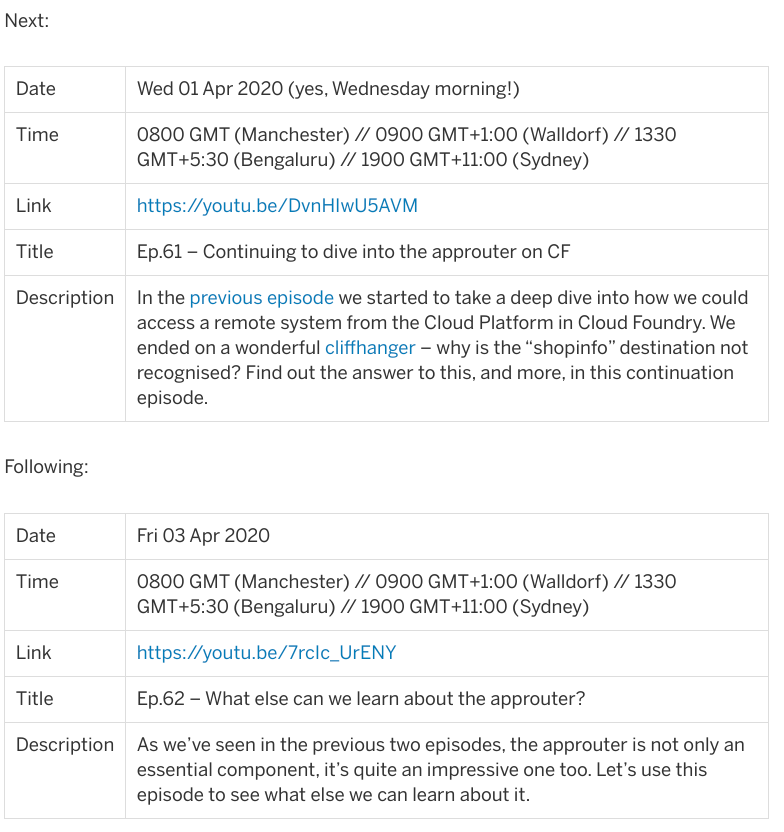 Next:
Date
Wed 01 Apr 2020 (yes, Wednesday morning!)
Time
0800 GMT (Manchester) // 0900 GMT+1:00 (Walldorf) // 1330
GMT+5:30 (Bengaluru) // 1900 GMT+11:00 (Sydney)
Link
https://youtu.be/DvnHIwU5AVM
Title
Ep.61 – Continuing to dive into the approuter on CF
Description
In the previous episode we started to take a deep dive into how we could
access a remote system from the Cloud Platform in Cloud Foundry. We
ended on a wonderful cliffhanger – why is the “shopinfo” destination not
recognised? Find out the answer to this, and more, in this continuation
episode.
Following:
Date
Fri 03 Apr 2020
Time
0800 GMT (Manchester) // 0900 GMT+1:00 (Walldorf) // 1330
GMT+5:30 (Bengaluru) // 1900 GMT+11:00 (Sydney)
Link
https://youtu.be/7rcIc_UrENY
Title
Ep.62 – What else can we learn about the approuter?
Description
As we’ve seen in the previous two episodes, the approuter is not only an
essential component, it’s quite an impressive one too. Let’s use this
episode to see what else we can learn about it.